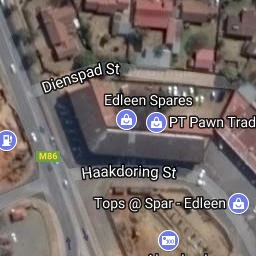 Dienspad St
Edleen Spares
PT Pawn Trad
M86
Haakdoring St
Tops @ Spar - Edleen